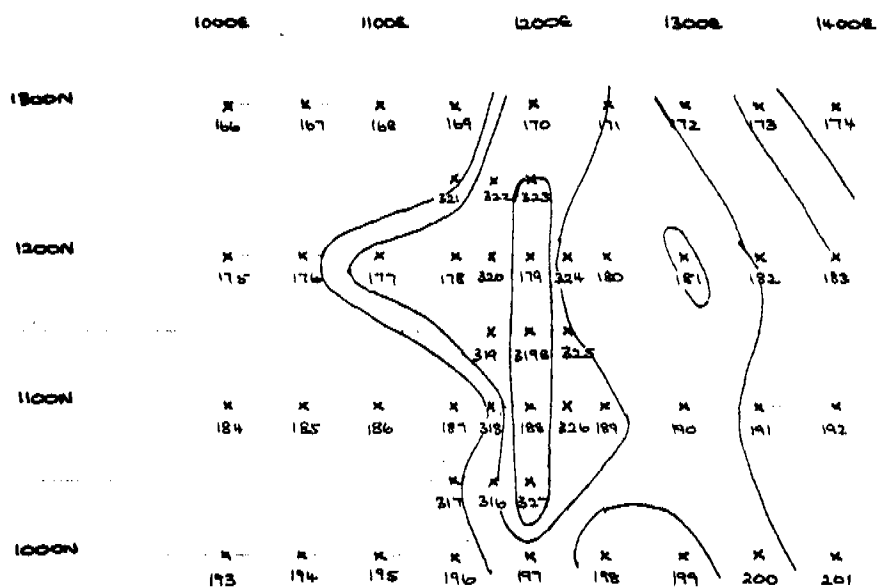 1000E 1100E 1200E 1300E 1400E
1300N
166 167 168 169 170 171 172 173 174
321 322 323
1200N
175 176 177 178 320 179 324 180 181 182 183
319 319B 325
1100N
184 185 186 187 318 188 326 189 190 191 192
317 316 327
1000N
193 194 195 196 197 198 199 200 201